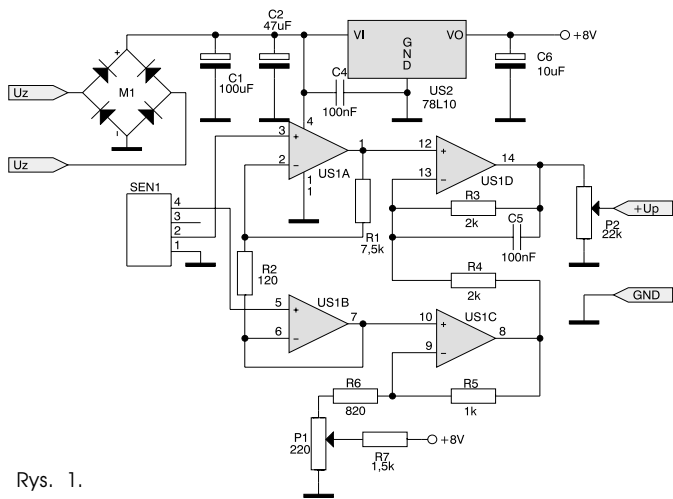 C2
47uF
VI
GND
VO
+8V
C6
10uF
US2
78L10
C1
100uF
C4
100nF
+
M1
-
Uz
Uz
4
3
+
2
−
1
US1A
1
1
12
+
13
−
14
US1D
R3
2k
C5
100nF
P2
22k
+Up
SEN1
4
3
2
1
R1
7,5k
R2
120
R4
2k
GND
US1B
5
+
6
−
7
10
+
9
−
8
US1C
R6
820
R5
1k
P1
220
R7
1,5k
+8V
Rys. 1.